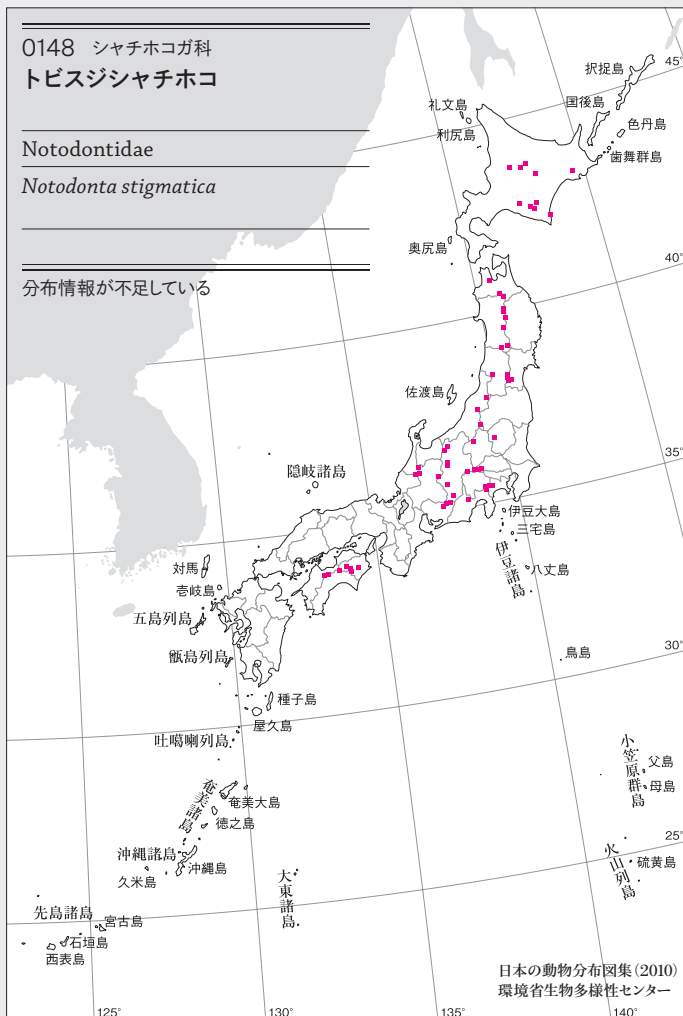 0148 シャチホコガ科
トビスジシャチホコ
Notodontidae
Notodonta stigmatica
分布情報が不足している
択捉島
45°
国後島
礼文島
色丹島
利尻島
歯舞群島
奥尻島
40°
佐渡島
35°
隠岐諸島
伊豆大島
三宅島
伊豆諸島
八丈島
対馬
壱岐島
五島列島
甑島列島
鳥島
30°
種子島
屋久島
吐噶喇列島
小笠原群島
父島
母島
奄美諸島
奄美大島
徳之島
25°
沖縄諸島
沖縄島
久米島
大東諸島
火山列島
硫黄島
先島諸島
宮古島
石垣島
西表島
日本の動物分布図集(2010)
環境省生物多様性センター
125°
130°
135°
140°